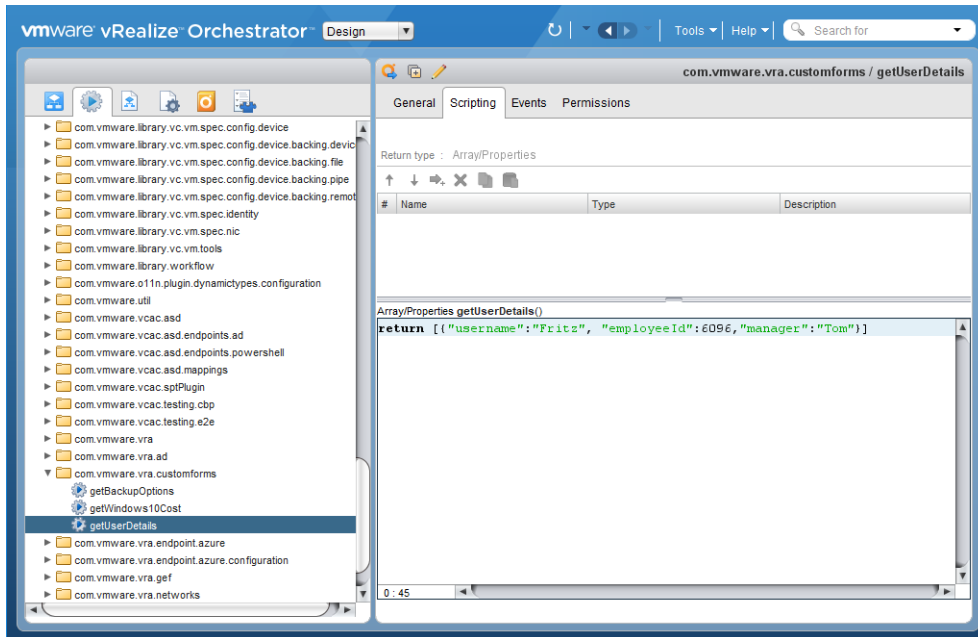 vmware vRealize Orchestrator Design Tools Help Search for
com.vmware.vra.customforms / getUserDetails
General Scripting Events Permissions
Return type : Array/Properties
# Name Type Description
Array/Properties getUserDetails()
return [{"username":"Fritz", "employeeId":6096,"manager":"Tom"}]
0 : 45
com.vmware.library.vc.vm.spec.config.device
com.vmware.library.vc.vm.spec.config.device.backing.devic
com.vmware.library.vc.vm.spec.config.device.backing.file
com.vmware.library.vc.vm.spec.config.device.backing.pipe
com.vmware.library.vc.vm.spec.config.device.backing.remot
com.vmware.library.vc.vm.spec.identity
com.vmware.library.vc.vm.spec.nic
com.vmware.library.vc.vm.tools
com.vmware.library.workflow
com.vmware.o11n.plugin.dynamictypes.configuration
com.vmware.util
com.vmware.vcac.asd
com.vmware.vcac.asd.endpoints.ad
com.vmware.vcac.asd.endpoints.powershell
com.vmware.vcac.asd.mappings
com.vmware.vcac.sptPlugin
com.vmware.vcac.testing.cbp
com.vmware.vcac.testing.e2e
com.vmware.vra
com.vmware.vra.ad
com.vmware.vra.customforms
getBackupOptions
getWindows10Cost
getUserDetails
com.vmware.vra.endpoint.azure
com.vmware.vra.endpoint.azure.configuration
com.vmware.vra.gef
com.vmware.vra.networks